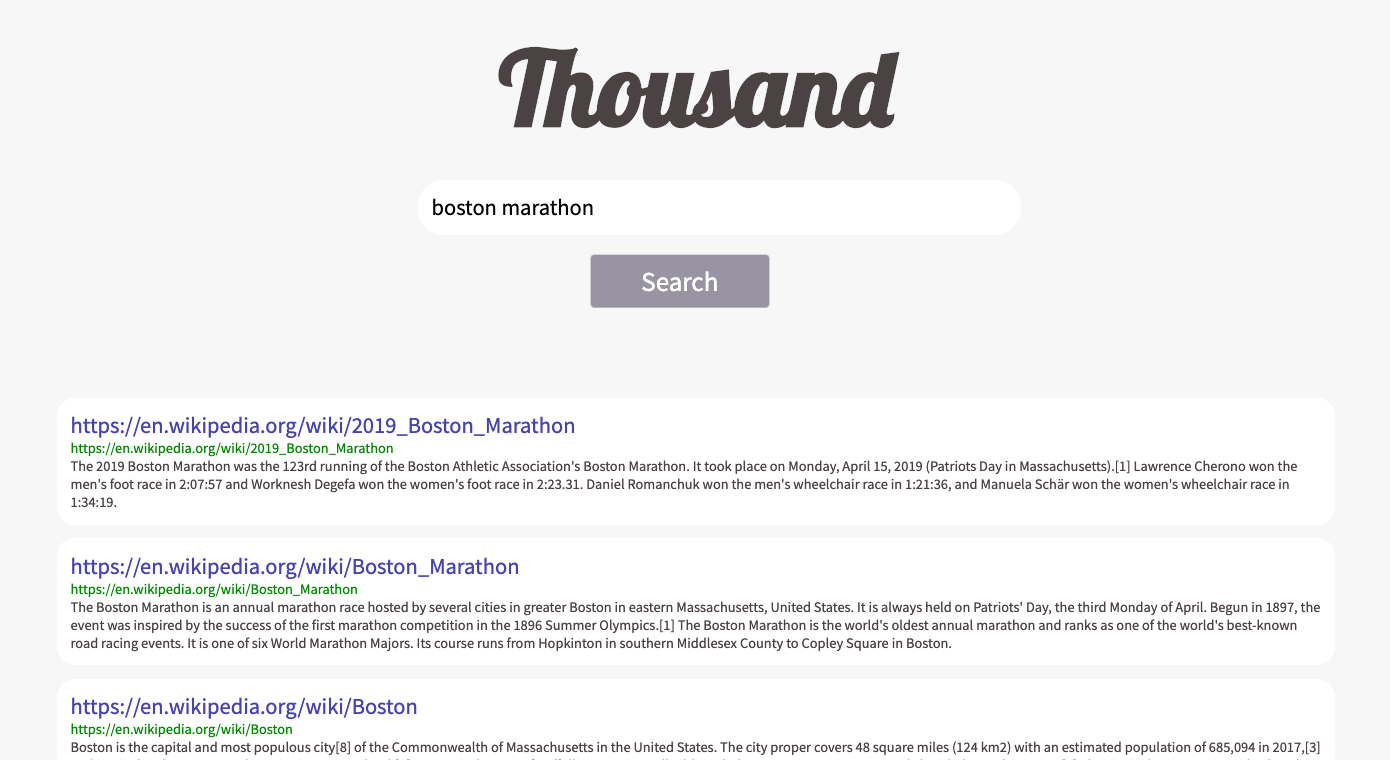 Thousand
boston marathon
Search
https://en.wikipedia.org/wiki/2019_Boston_Marathon
https://en.wikipedia.org/wiki/2019_Boston_Marathon
The 2019 Boston Marathon was the 123rd running of the Boston Athletic Association's Boston Marathon. It took place on Monday, April 15, 2019 (Patriots Day in Massachusetts).[1] Lawrence Cherono won the
men's foot race in 2:07:57 and Worknesh Degefa won the women's foot race in 2:23.31. Daniel Romanchuk won the men's wheelchair race in 1:21:36, and Manuela Schär won the women's wheelchair race in
1:34:19.
https://en.wikipedia.org/wiki/Boston_Marathon
https://en.wikipedia.org/wiki/Boston_Marathon
The Boston Marathon is an annual marathon race hosted by several cities in greater Boston in eastern Massachusetts, United States. It is always held on Patriots' Day, the third Monday of April. Begun in 1897, the
event was inspired by the success of the first marathon competition in the 1896 Summer Olympics.[1] The Boston Marathon is the world's oldest annual marathon and ranks as one of the world's best-known
road racing events. It is one of six World Marathon Majors. Its course runs from Hopkinton in southern Middlesex County to Copley Square in Boston.
https://en.wikipedia.org/wiki/Boston
https://en.wikipedia.org/wiki/Boston
Boston is the capital and most populous city[8] of the Commonwealth of Massachusetts in the United States. The city proper covers 48 square miles (124 km2) with an estimated population of 685,094 in 2017,[3]